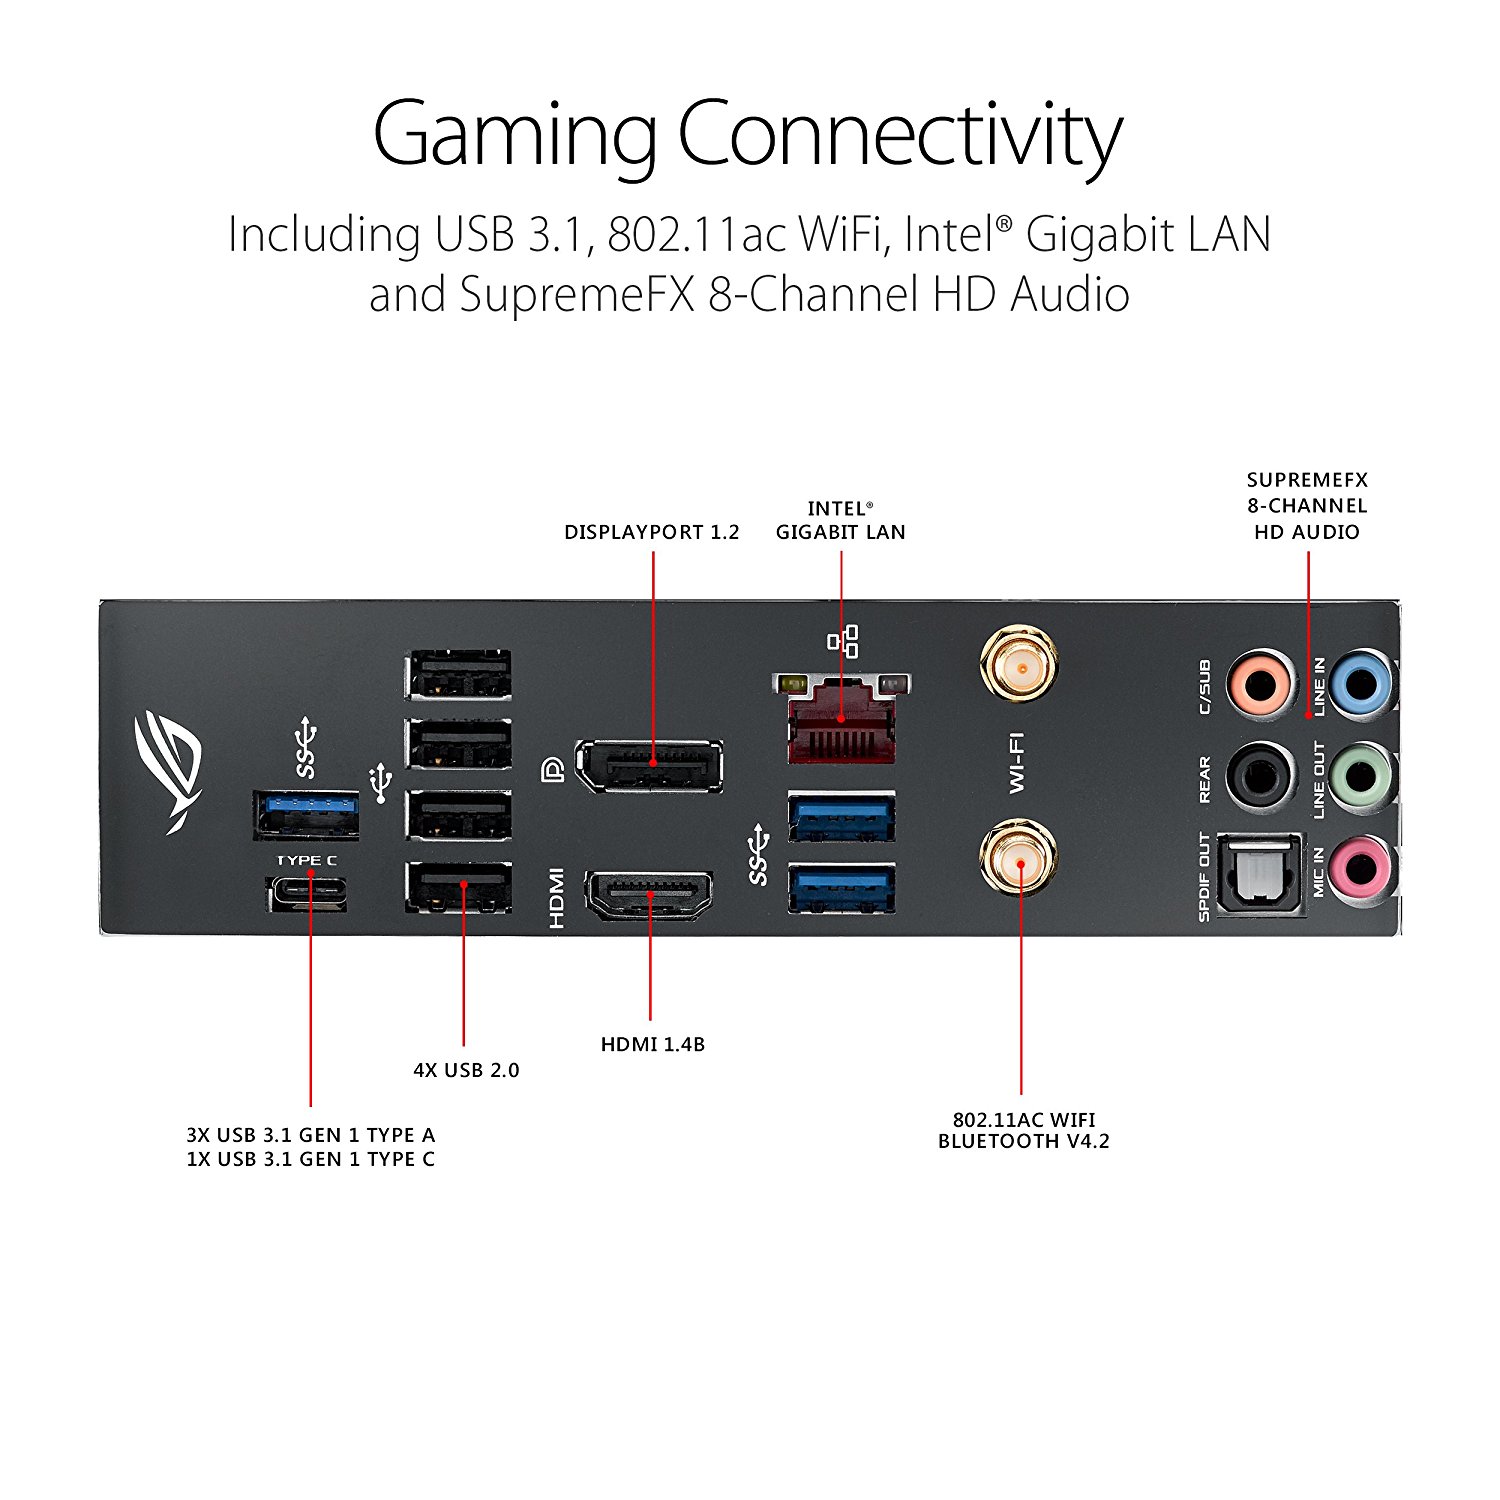 Gaming Connectivity
Including USB 3.1, 802.11ac WiFi, Intel® Gigabit LAN
and SupremeFX 8-Channel HD Audio
SUPREMEFX
8-CHANNEL
HD AUDIO
INTEL®
GIGABIT LAN
DISPLAYPORT 1.2
C/SUB
LINE IN
SS
WI-FI
REAR
LINE OUT
TYPE C
HDMI
SS
SPDIF OUT
MIC IN
HDMI 1.4B
4X USB 2.0
802.11AC WIFI
BLUETOOTH V4.2
3X USB 3.1 GEN 1 TYPE A
1X USB 3.1 GEN 1 TYPE C